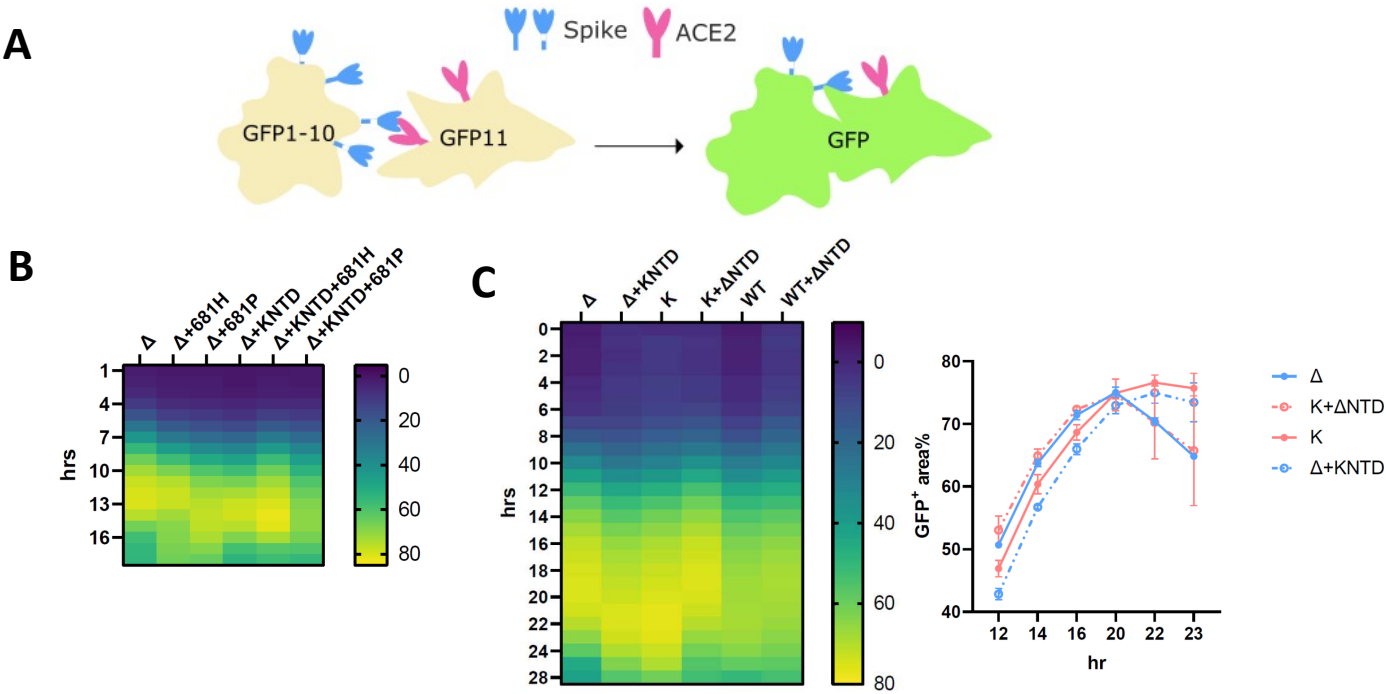 A
Spike
ACE2
GFP1-10
GFP11
GFP
B
Δ
Δ+681H
Δ+681P
Δ+KNTD
Δ+KNTD+681H
Δ+KNTD+681P
hrs
1
4
7
10
13
16
0
20
40
60
80
C
Δ
Δ+KNTD
K
K+ΔNTD
WT
WT+ΔNTD
hrs
0
2
4
6
8
10
12
14
16
18
20
22
24
28
0
20
40
60
80
GFP⁺ area%
80
70
60
50
40
12 14 16 20 22 23
hr
Δ
K+ΔNTD
K
Δ+KNTD